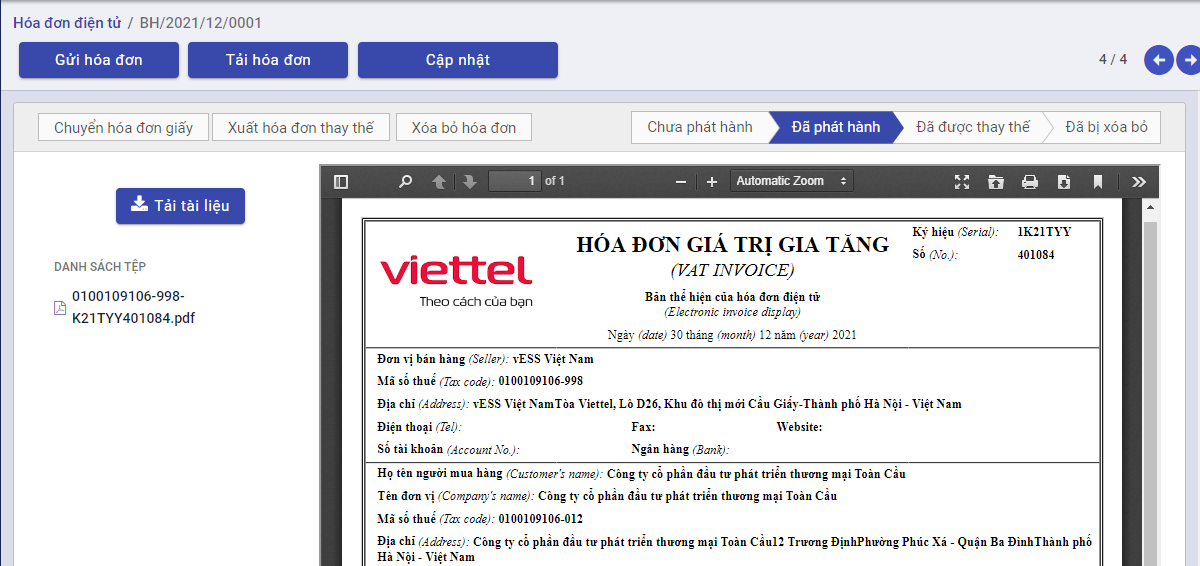 Hóa đơn điện tử / BH/2021/12/0001
Gửi hóa đơn Tải hóa đơn Cập nhật 4 / 4
Chuyển hóa đơn giấy Xuất hóa đơn thay thế Xóa bỏ hóa đơn Chưa phát hành Đã phát hành Đã được thay thế Đã bị xóa bỏ
Tải tài liệu
DANH SÁCH TỆP
0100109106-998-
K21TYY401084.pdf
1 of 1 Automatic Zoom
viettel
Theo cách của bạn
HÓA ĐƠN GIÁ TRỊ GIA TĂNG
(VAT INVOICE)
Bản thể hiện của hóa đơn điện tử
(Electronic invoice display)
Ngày (date) 30 tháng (month) 12 năm (year) 2021
Ký hiệu (Serial): 1K21TYY
Số (No.): 401084
Đơn vị bán hàng (Seller): vESS Việt Nam
Mã số thuế (Tax code): 0100109106-998
Địa chỉ (Address): vESS Việt NamTòa Viettel, Lô D26, Khu đô thị mới Cầu Giấy-Thành phố Hà Nội - Việt Nam
Điện thoại (Tel): Fax: Website:
Số tài khoản (Account No.): Ngân hàng (Bank):
Họ tên người mua hàng (Customer's name): Công ty cổ phần đầu tư phát triển thương mại Toàn Cầu
Tên đơn vị (Company's name): Công ty cổ phần đầu tư phát triển thương mại Toàn Cầu
Mã số thuế (Tax code): 0100109106-012
Địa chỉ (Address): Công ty cổ phần đầu tư phát triển thương mại Toàn Cầu12 Trương ĐịnhPhường Phúc Xá - Quận Ba ĐìnhThành phố
Hà Nội - Việt Nam